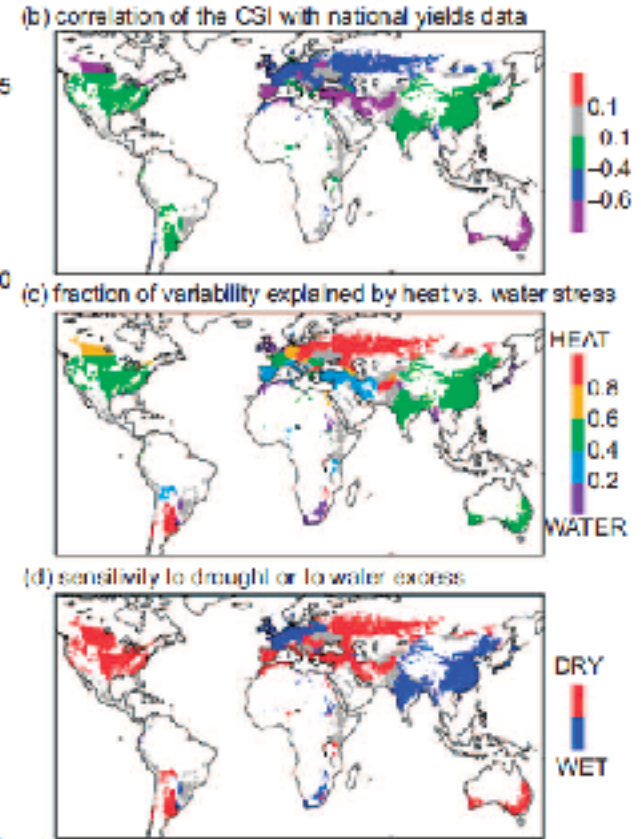 (b) correlation of the CSI with national yields data
5
0.1
0.1
–0.4
–0.6
0
(c) fraction of variability explained by heat vs. water stress
HEAT
0.8
0.6
0.4
0.2
WATER
(d) sensitivity to drought or to water excess
DRY
WET